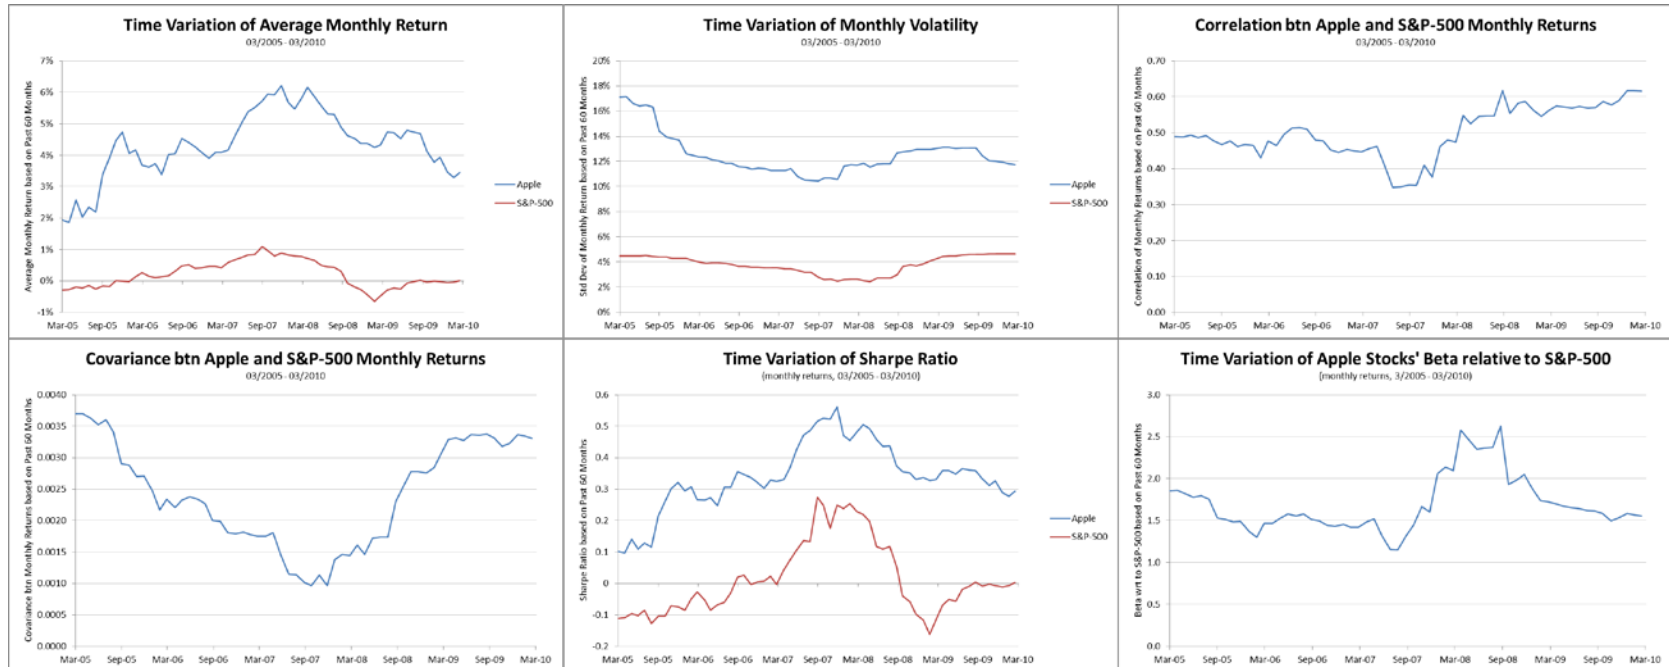 Time Variation of Average Monthly Return
03/2005 - 03/2010
Average Monthly Return based on Past 60 Months
7%
6%
5%
4%
3%
2%
1%
0%
-1%
Mar-05 Sep-05 Mar-06 Sep-06 Mar-07 Sep-07 Mar-08 Sep-08 Mar-09 Sep-09 Mar-10
Apple
S&P-500
Time Variation of Monthly Volatility
03/2005 - 03/2010
Std Dev of Monthly Return based on Past 60 Months
20%
18%
16%
14%
12%
10%
8%
6%
4%
2%
0%
Mar-05 Sep-05 Mar-06 Sep-06 Mar-07 Sep-07 Mar-08 Sep-08 Mar-09 Sep-09 Mar-10
Apple
S&P-500
Correlation btn Apple and S&P-500 Monthly Returns
03/2005 - 03/2010
Correlation of Monthly Returns based on Past 60 Months
0.70
0.60
0.50
0.40
0.30
0.20
0.10
0.00
Mar-05 Sep-05 Mar-06 Sep-06 Mar-07 Sep-07 Mar-08 Sep-08 Mar-09 Sep-09 Mar-10
Covariance btn Apple and S&P-500 Monthly Returns
03/2005 - 03/2010
Covariance btn Monthly Returns based on Past 60 Months
0.0040
0.0035
0.0030
0.0025
0.0020
0.0015
0.0010
0.0005
0.0000
Mar-05 Sep-05 Mar-06 Sep-06 Mar-07 Sep-07 Mar-08 Sep-08 Mar-09 Sep-09 Mar-10
Time Variation of Sharpe Ratio
(monthly returns, 03/2005 - 03/2010)
Sharpe Ratio based on Past 60 Months
0.6
0.5
0.4
0.3
0.2
0.1
0
-0.1
-0.2
Mar-05 Sep-05 Mar-06 Sep-06 Mar-07 Sep-07 Mar-08 Sep-08 Mar-09 Sep-09 Mar-10
Apple
S&P-500
Time Variation of Apple Stocks' Beta relative to S&P-500
(monthly returns, 3/2005 - 03/2010)
Beta wrt to S&P-500 based on Past 60 Months
3.0
2.5
2.0
1.5
1.0
0.5
0.0
Mar-05 Sep-05 Mar-06 Sep-06 Mar-07 Sep-07 Mar-08 Sep-08 Mar-09 Sep-09 Mar-10